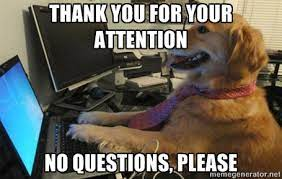 THANK YOU FOR YOUR
ATTENTION
NO QUESTIONS, PLEASE
memegenerator.net